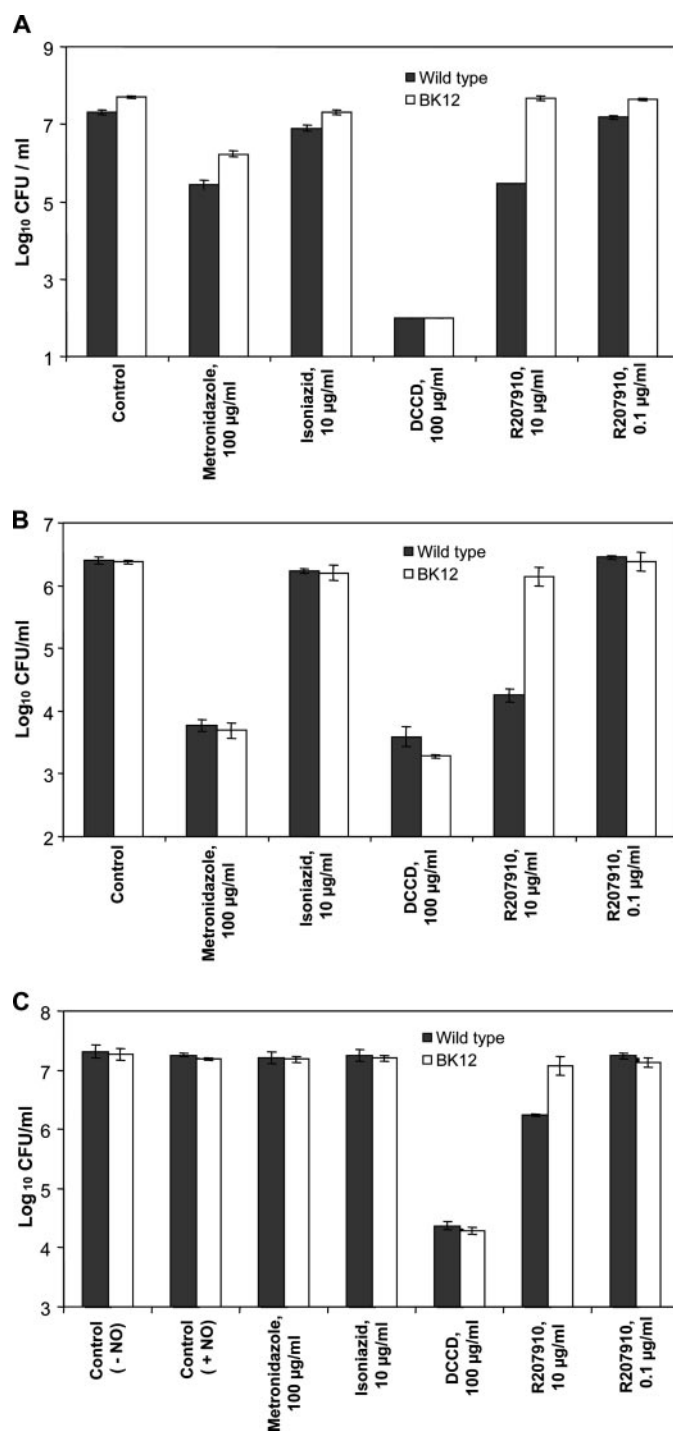 A
9
7
5
3
1
Log₁₀ CFU / ml
Wild type
BK12
Control
Metronidazole,
100 µg/ml
Isoniazid,
10 µg/ml
DCCD,
100 µg/ml
R207910,
10 µg/ml
R207910,
0.1 µg/ml
B
7
6
5
4
3
2
Log₁₀ CFU/ml
Wild type
BK12
Control
Metronidazole,
100 µg/ml
Isoniazid,
10 µg/ml
DCCD,
100 µg/ml
R207910,
10 µg/ml
R207910,
0.1 µg/ml
C
8
7
6
5
4
3
Log ₁₀ CFU/ml
Wild type
BK12
Control
( - NO)
Control
( + NO)
Metronidazole,
100 µg/ml
Isoniazid,
10 µg/ml
DCCD,
100 µg/ml
R207910,
10 µg/ml
R207910,
0.1 µg/ml